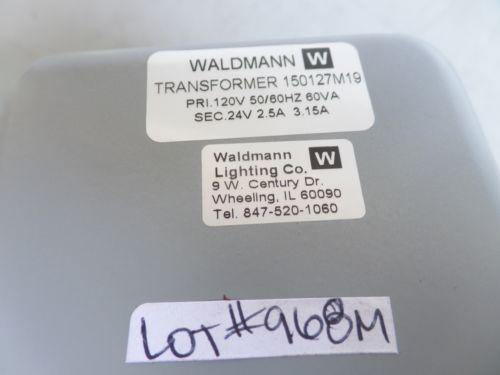 WALDMANN W
TRANSFORMER 150127M19
PRI.120V 50/60HZ 60VA
SEC.24V 2.5A 3.15A
Waldmann W
Lighting Co.
9 W. Century Dr.
Wheeling, IL 60090
Tel. 847-520-1060
LOT#968M